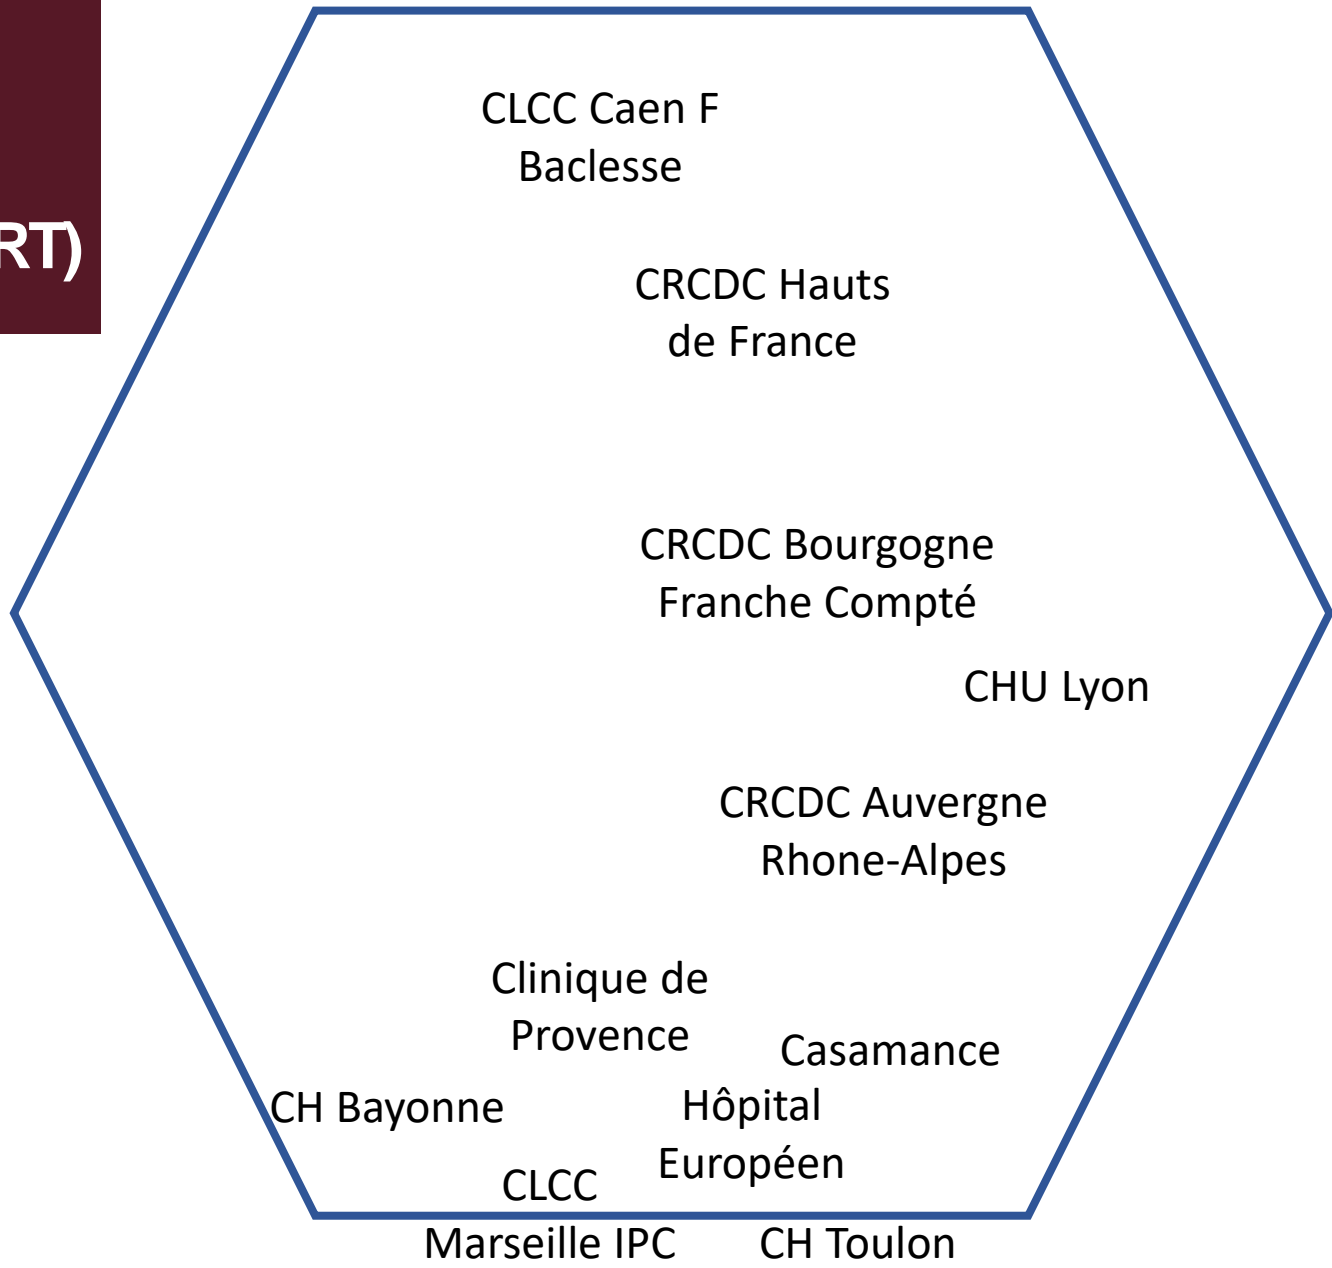 RT)
CLCC Caen F
Baclesse
CRCDC Hauts
de France
CRCDC Bourgogne
Franche Compté
CHU Lyon
CRCDC Auvergne
Rhone-Alpes
Clinique de
Provence
Casamance
CH Bayonne
Hôpital
Européen
CLCC
Marseille IPC
CH Toulon